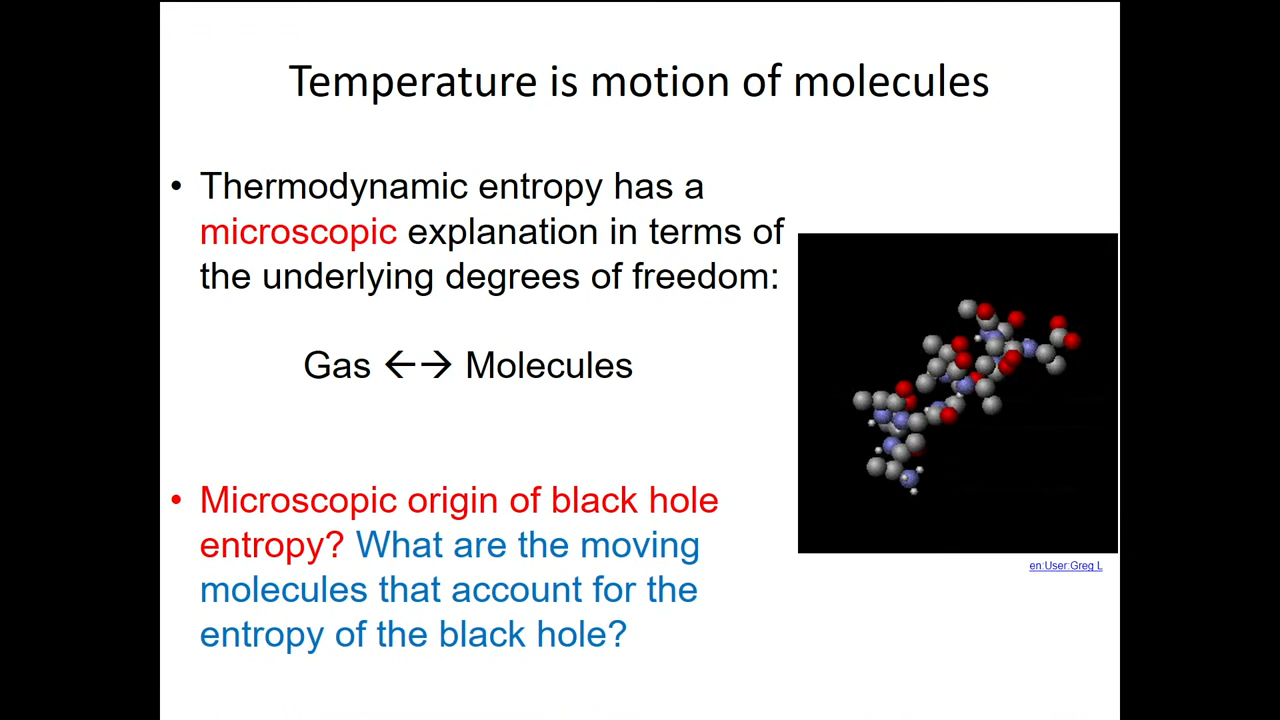 Temperature is motion of molecules
• Thermodynamic entropy has a
microscopic explanation in terms of
the underlying degrees of freedom:
Gas ←→ Molecules
• Microscopic origin of black hole
entropy? What are the moving
molecules that account for the
entropy of the black hole?
en:User:Greg L